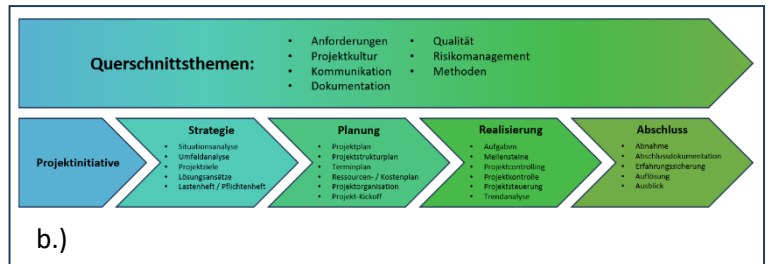 Querschnittsthemen:
• Anforderungen
• Projektkultur
• Kommunikation
• Dokumentation
• Qualität
• Risikomanagement
• Methoden
Projektinitiative
Strategie
• Situationsanalyse
• Umfeldanalyse
• Projektziele
• Lösungsansätze
• Lastenheft / Pflichtenheft
Planung
• Projektplan
• Projektstrukturplan
• Terminplan
• Ressourcen- / Kostenplan
• Projektorganisation
• Projekt-Kickoff
Realisierung
• Aufgaben
• Meilensteine
• Projektcontrolling
• Projektkontrolle
• Projektsteuerung
• Trendanalyse
Abschluss
• Abnahme
• Abschlussdokumentation
• Erfahrungssicherung
• Auflösung
• Ausblick
b.)